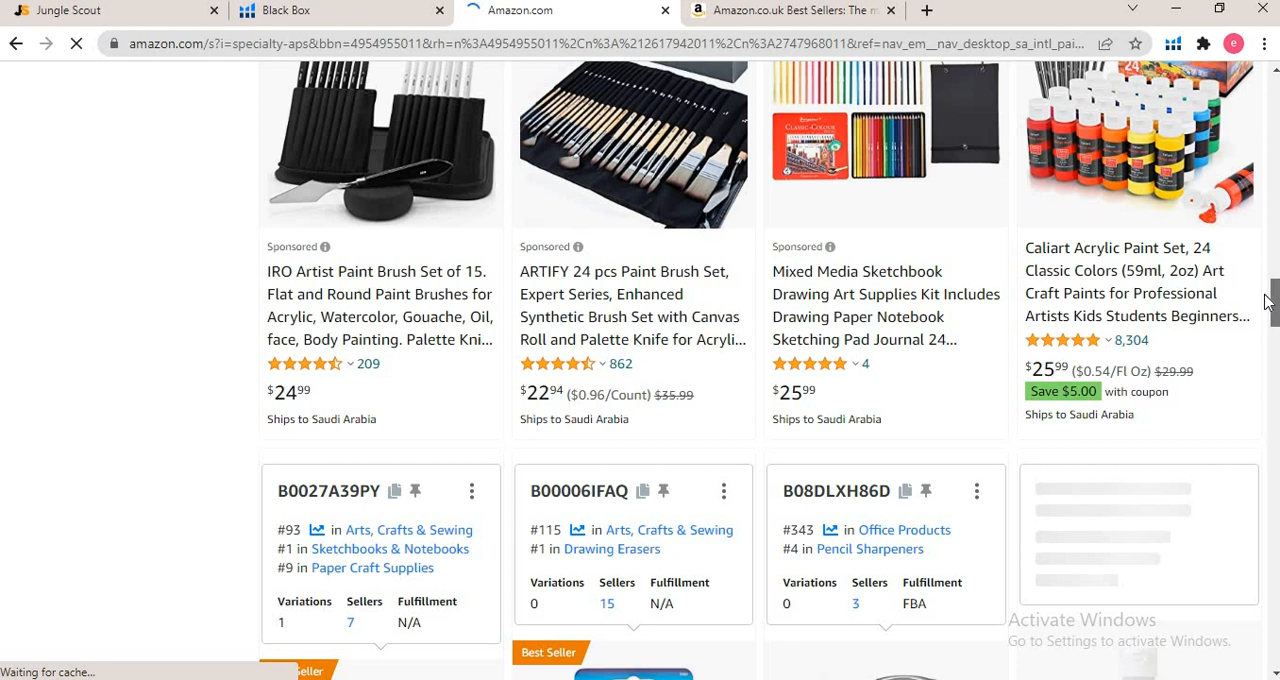 Jungle Scout
Black Box
Amazon.com
Amazon.co.uk Best Sellers: The m
amazon.com/s?i=specialty-aps&bbn=4954955011&rh=n%3A4954955011%2Cn%3A%212617942011%2Cn%3A2747968011&ref=nav_em__nav_desktop_sa_intl_pai...
e
24
CLASSIC-COLOUR
Sponsored
IRO Artist Paint Brush Set of 15.
Flat and Round Paint Brushes for
Acrylic, Watercolor, Gouache, Oil,
face, Body Painting. Palette Kni...
209
$24 99
Ships to Saudi Arabia
Sponsored
ARTIFY 24 pcs Paint Brush Set,
Expert Series, Enhanced
Synthetic Brush Set with Canvas
Roll and Palette Knife for Acryli...
862
$22 94 ($0.96/Count) $35.99
Ships to Saudi Arabia
Sponsored
Mixed Media Sketchbook
Drawing Art Supplies Kit Includes
Drawing Paper Notebook
Sketching Pad Journal 24...
4
$25 99
Ships to Saudi Arabia
Caliart Acrylic Paint Set, 24
Classic Colors (59ml, 2oz) Art
Craft Paints for Professional
Artists Kids Students Beginners...
8,304
$25 99 ($0.54/Fl Oz) $29.99
Save $5.00 with coupon
Ships to Saudi Arabia
B0027A39PY
#93 in Arts, Crafts & Sewing
#1 in Sketchbooks & Notebooks
#9 in Paper Craft Supplies
Variations Sellers Fulfillment
1 7 N/A
B00006IFAQ
#115 in Arts, Crafts & Sewing
#1 in Drawing Erasers
Variations Sellers Fulfillment
0 15 N/A
B08DLXH86D
#343 in Office Products
#4 in Pencil Sharpeners
Variations Sellers Fulfillment
0 3 FBA
Activate Windows
Go to Settings to activate Windows.
Best Seller
Seller
Waiting for cache...